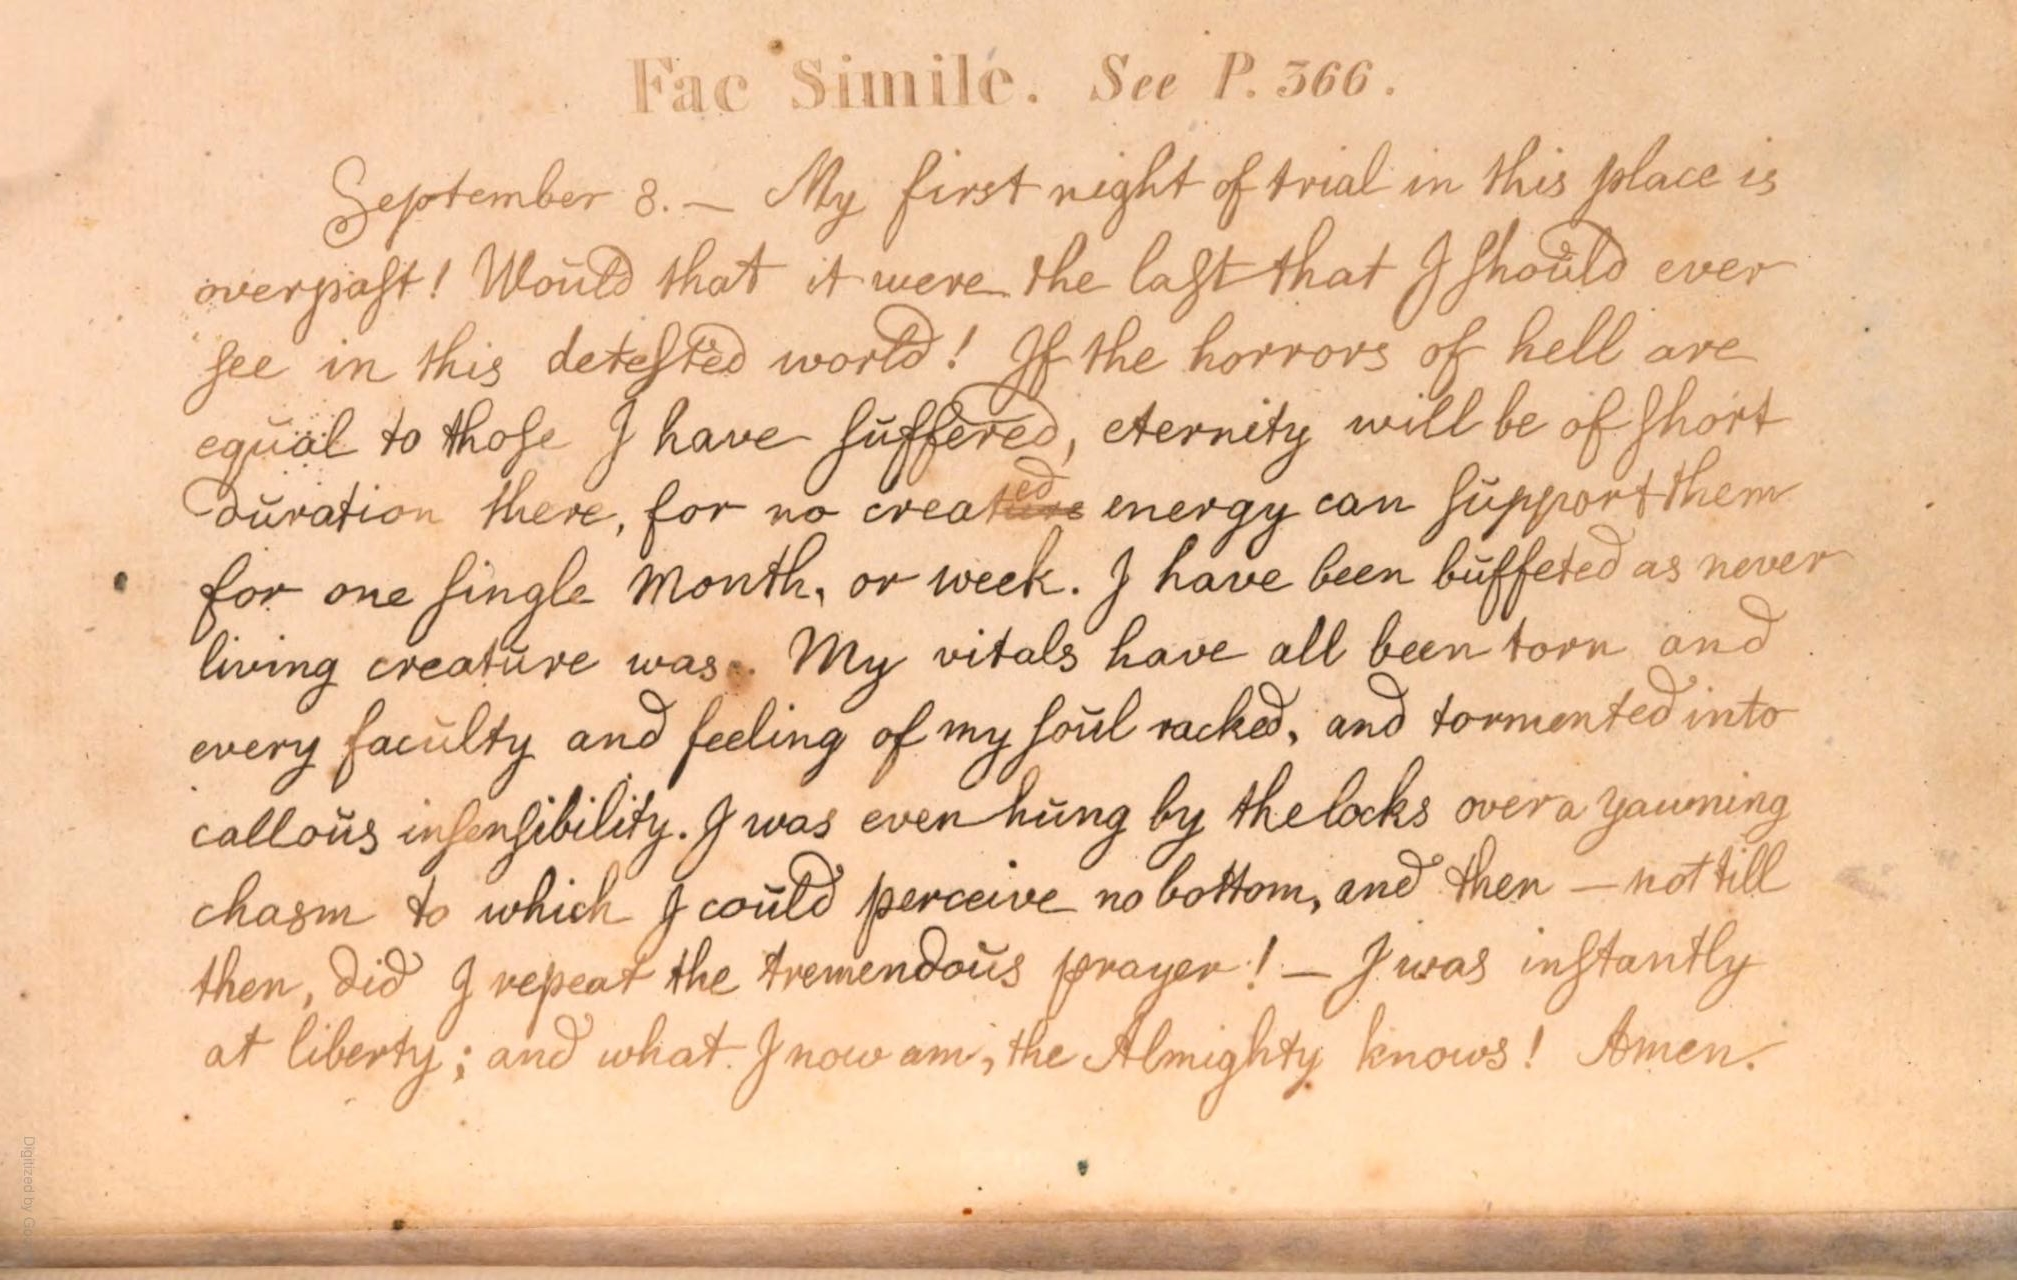 Fac Simile. See P. 366.
September 8. — My first night of trial in this place is
overpast! Would that it were the last that I should ever
see in this detested world! If the horrors of hell are
equal to those I have suffered, eternity will be of short
duration there, for no created energy can support them
for one single month, or week. I have been buffeted as never
living creature was. My vitals have all been torn and
every faculty and feeling of my soul racked, and tormented into
callous insensibility. I was even hung by the locks over a yawning
chasm to which I could perceive no bottom, and then — not till
then, did I repeat the tremendous prayer! — I was instantly
at liberty; and what I now am, the Almighty knows! Amen.
Digitized by